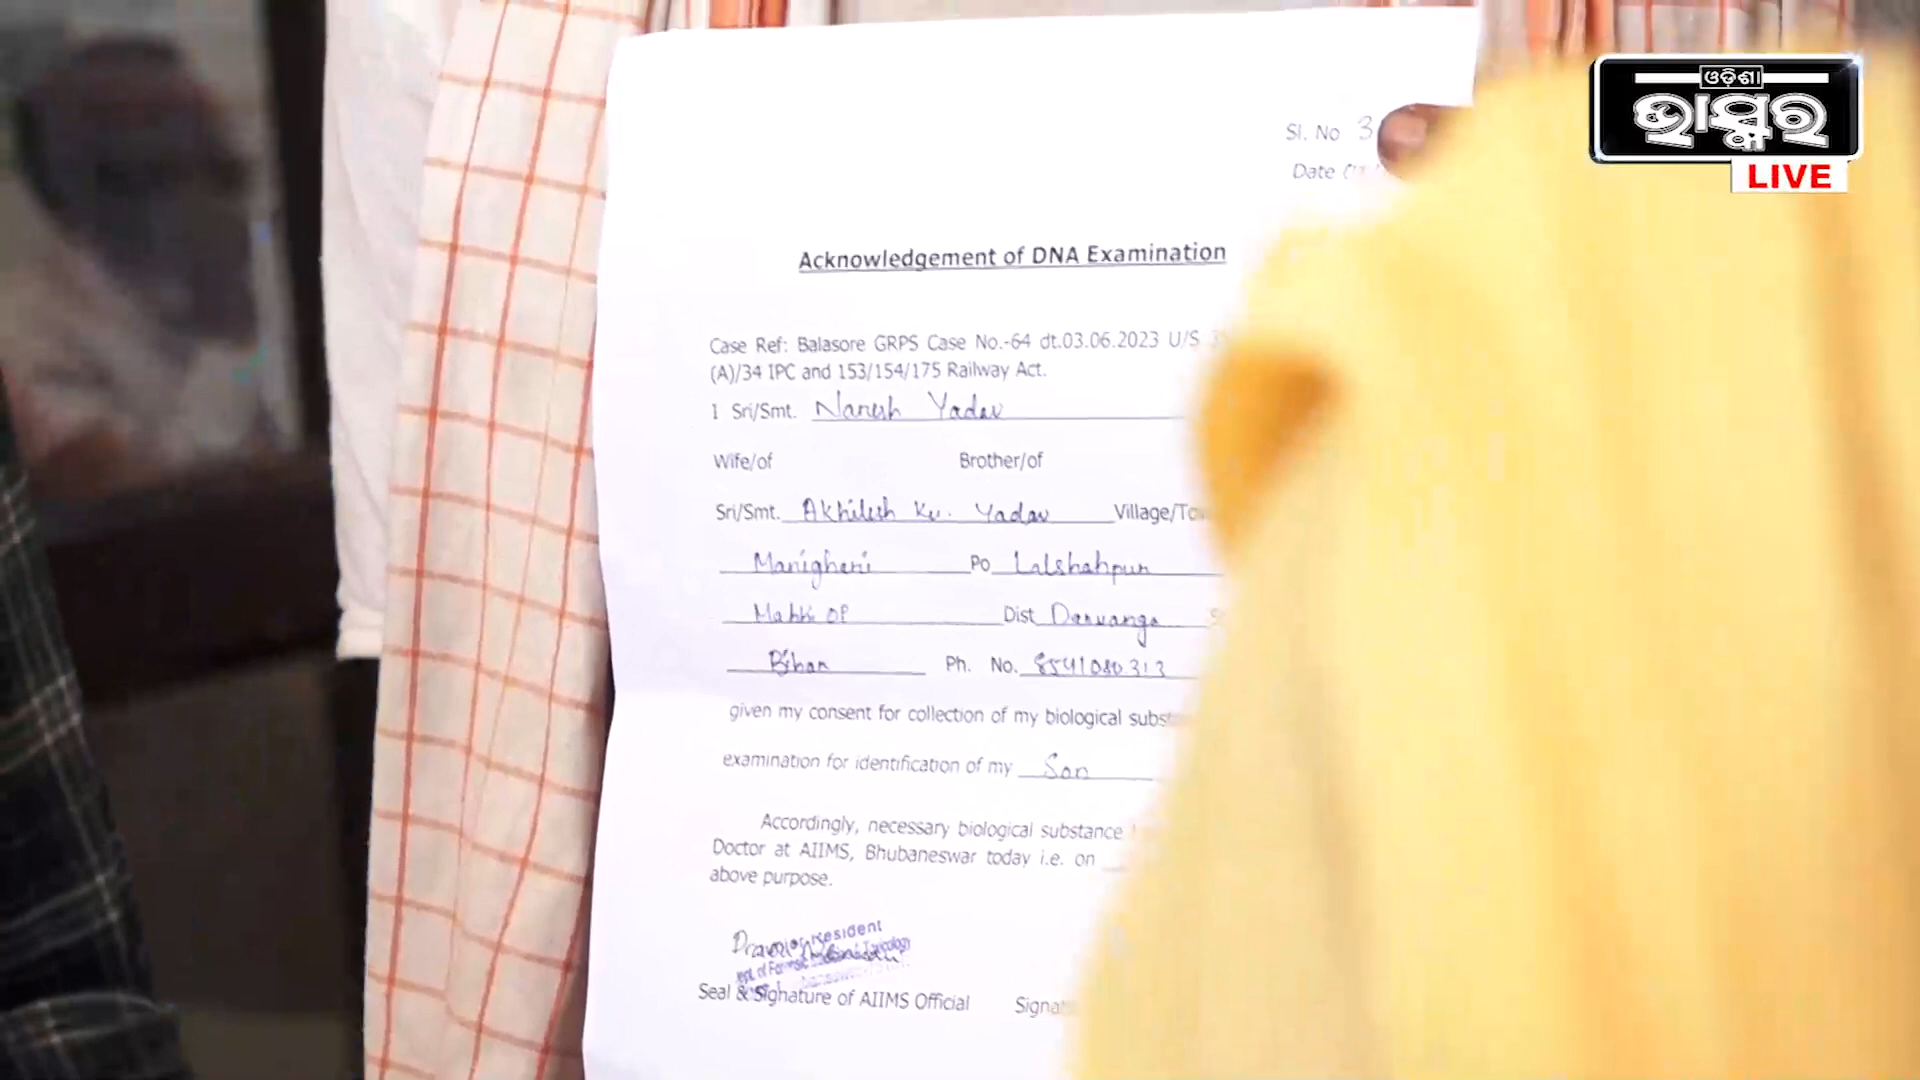 ଓଡ଼ିଶା
ଭାସ୍କର
LIVE
Sl. No 3
Date
Acknowledgement of DNA Examination
Case Ref: Balasore GRPS Case No.-64 dt.03.06.2023 U/S
(A)/34 IPC and 153/154/175 Railway Act.
I Sri/Smt. Naresh Yadav
Wife/of Brother/of
Sri/Smt. Akhilesh Ku. Yadav Village/To
Manigheri Po Lalshahpur
Dist Darvanga
Bihar Ph. No. 8541080313
given my consent for collection of my biological subst
examination for identification of my Son
Accordingly, necessary biological substance
Doctor at AIIMS, Bhubaneswar today i.e. on
above purpose.
Resident
Seal & Signature of AIIMS Official Signa